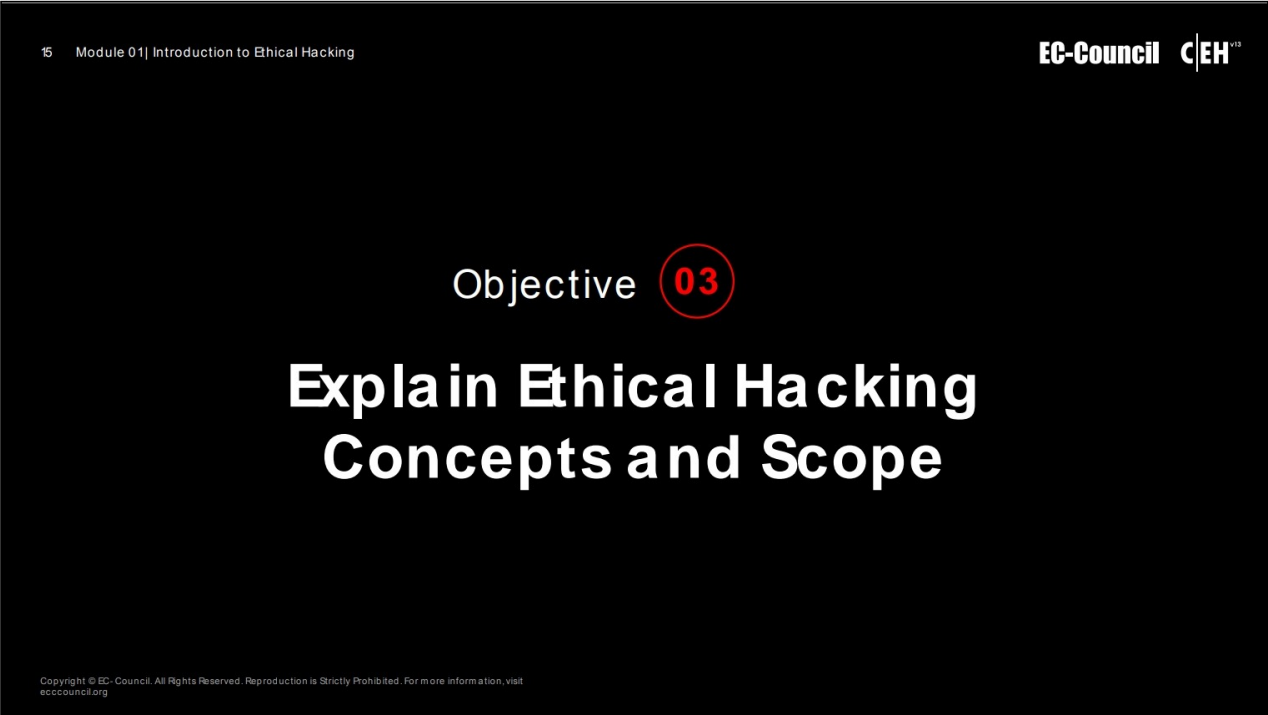 15 Module 01| Introduction to Ethical Hacking
EC-Council C|EH v13
Objective 03
Explain Ethical Hacking
Concepts and Scope
Copyright © EC- Council. All Rights Reserved. Reproduction is Strictly Prohibited. For more information, visit
ecccouncil.org